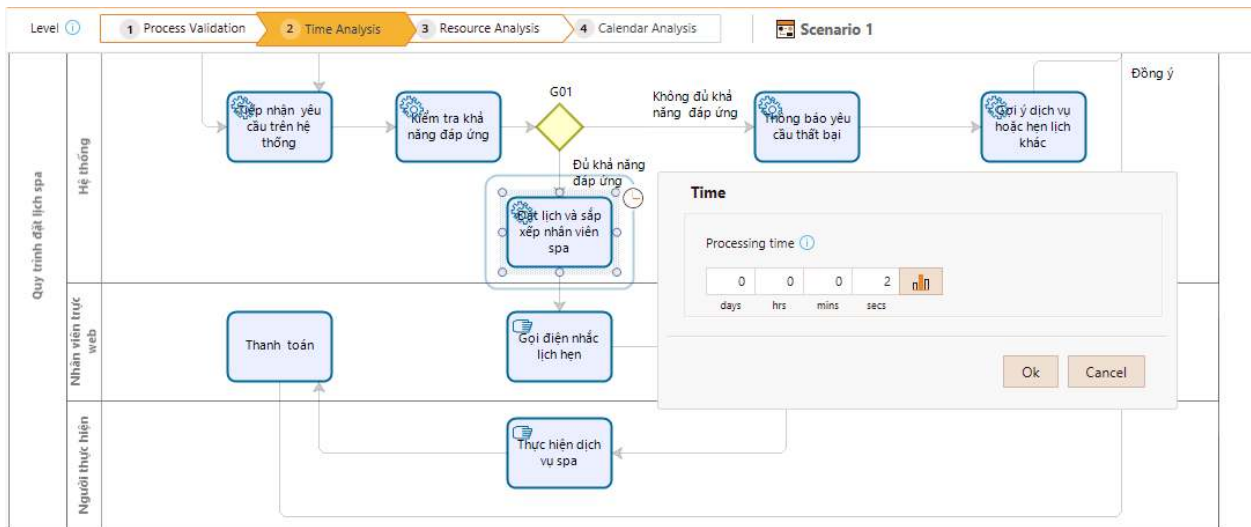 Level
1 Process Validation
2 Time Analysis
3 Resource Analysis
4 Calendar Analysis
Scenario 1
Quy trình đặt lịch spa
Hệ thống
Tiếp nhận yêu
cầu trên hệ
thống
Kiểm tra khả
năng đáp ứng
G01
Không đủ khả
năng đáp ứng
Thông báo yêu
cầu thất bại
Gợi ý dịch vụ
hoặc hẹn lịch
khác
Đồng ý
Đủ khả năng
đáp ứng
Đặt lịch và sắp
xếp nhân viên
spa
Time
Processing time
0 0 0 2
days hrs mins secs
Ok Cancel
Nhân viên trực
web
Thanh toán
Gọi điện nhắc
lịch hẹn
Người thực hiện
Thực hiện dịch
vụ spa